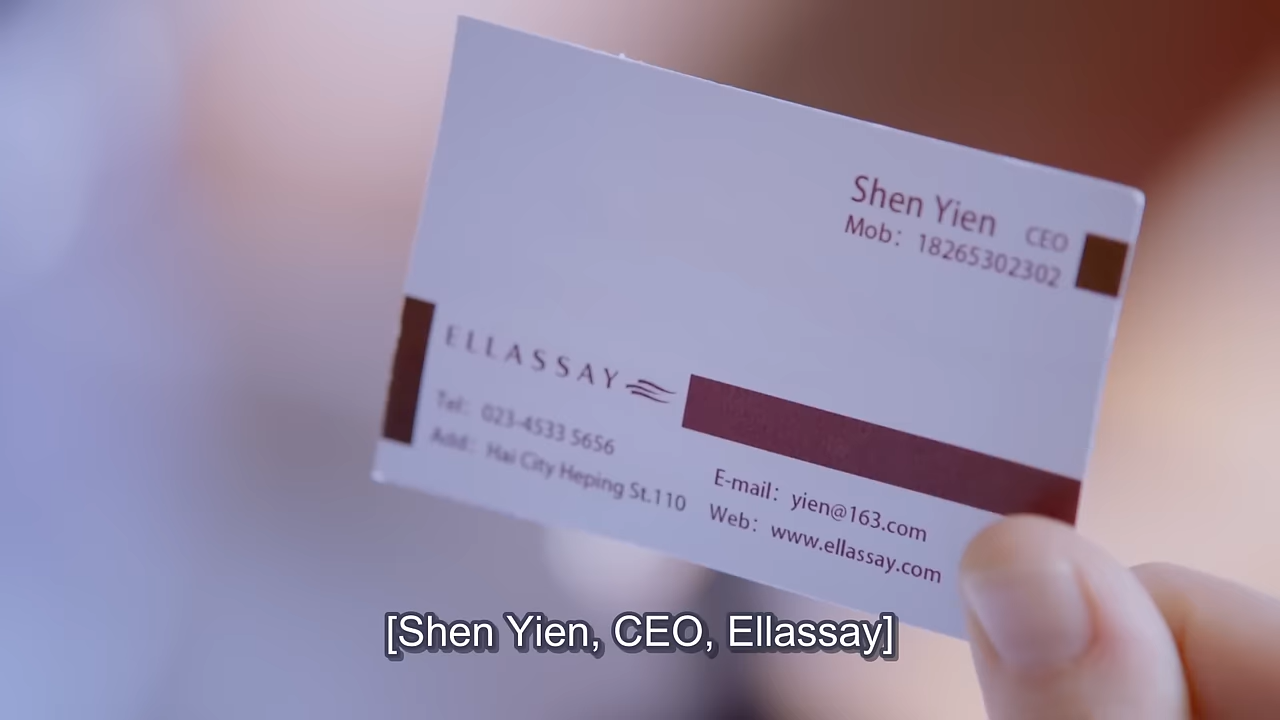 Shen Yien CEO
Mob: 18265302302
ELLASSAY
Tel: 023-4533 5656
Add: Hai City Heping St.110
E-mail: yien@163.com
Web: www.ellassay.com
[Shen Yien, CEO, Ellassay]